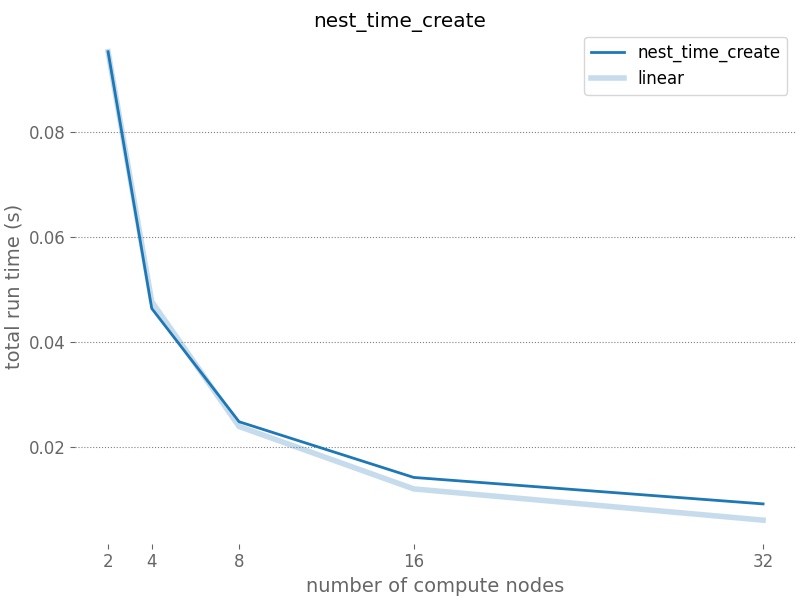 nest_time_create
nest_time_create
linear
0.08
0.06
0.04
0.02
total run time (s)
2 4 8 16 32
number of compute nodes